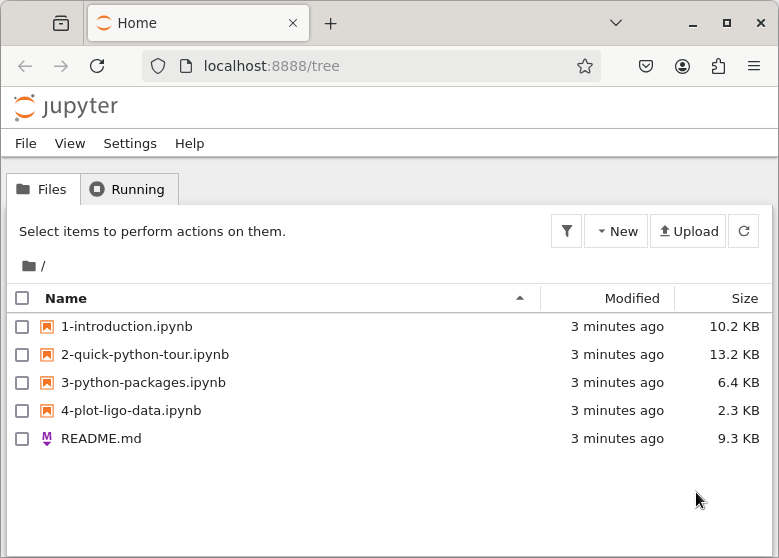 Home
localhost:8888/tree
jupyter
File View Settings Help
Files Running
Select items to perform actions on them. New Upload
/
Name Modified Size
1-introduction.ipynb 3 minutes ago 10.2 KB
2-quick-python-tour.ipynb 3 minutes ago 13.2 KB
3-python-packages.ipynb 3 minutes ago 6.4 KB
4-plot-ligo-data.ipynb 3 minutes ago 2.3 KB
M README.md 3 minutes ago 9.3 KB